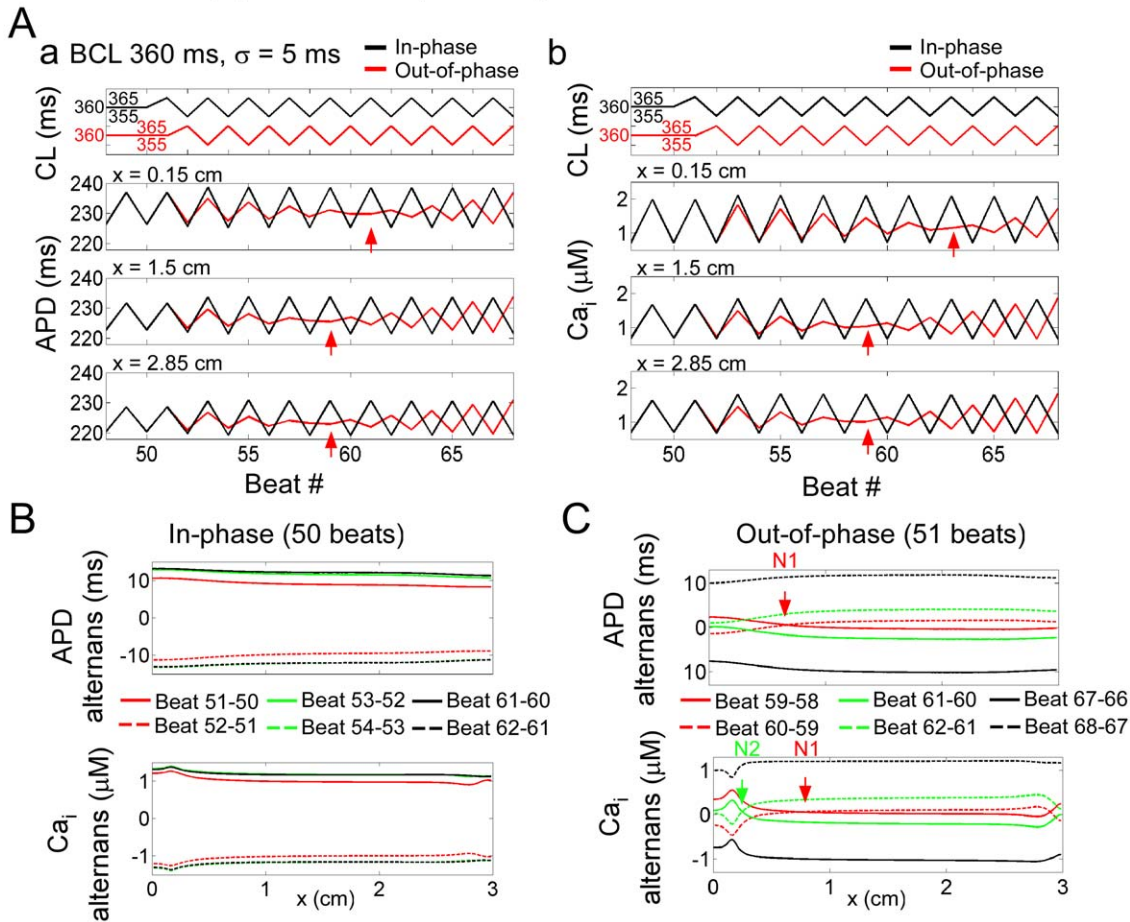 A
a BCL 360 ms, σ = 5 ms
In-phase
Out-of-phase
CL (ms)
360
365
355
360
365
355
x = 0.15 cm
240
230
220
APD (ms)
x = 1.5 cm
240
230
220
x = 2.85 cm
240
230
220
50
55
60
65
Beat #
b
In-phase
Out-of-phase
CL (ms)
360
365
355
360
365
355
x = 0.15 cm
2
1
Cai (μM)
x = 1.5 cm
2
1
x = 2.85 cm
2
1
50
55
60
65
Beat #
B
In-phase (50 beats)
APD
alternans (ms)
10
0
-10
Beat 51-50 Beat 53-52 Beat 61-60
Beat 52-51 Beat 54-53 Beat 62-61
Cai
alternans (μM)
1
0
-1
0 1 2 3
x (cm)
C
Out-of-phase (51 beats)
N1
APD
alternans (ms)
10
0
10
Beat 59-58 Beat 61-60 Beat 67-66
Beat 60-59 Beat 62-61 Beat 68-67
N2 N1
Cai
alternans (μM)
1
0
-1
0 1 2 3
x (cm)